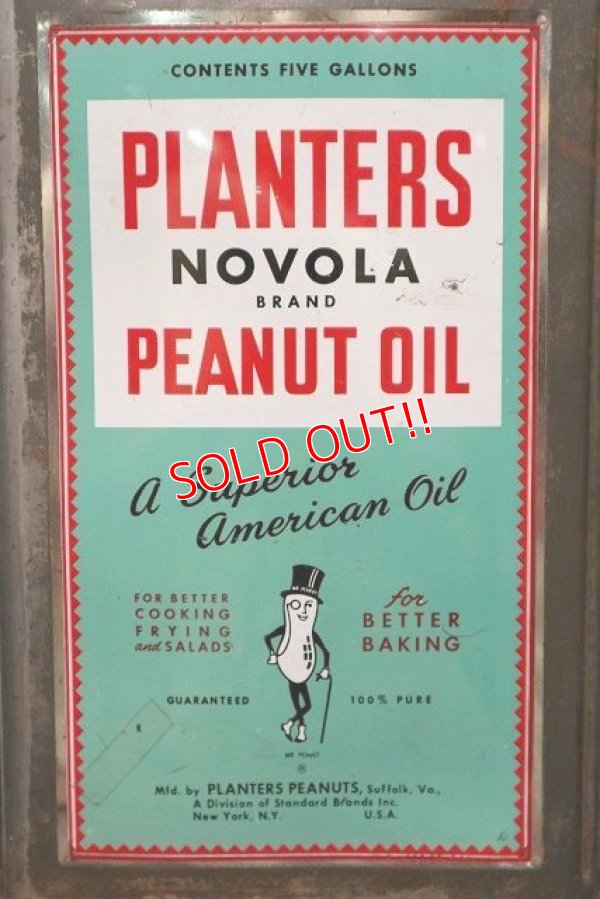 CONTENTS FIVE GALLONS
PLANTERS
NOVOLA
BRAND
PEANUT OIL
SOLD OUT!!
A Superior
American Oil
FOR BETTER
COOKING
FRYING
and SALADS
for
BETTER
BAKING
MR PEANUT
GUARANTEED
100% PURE
MR PEANUT
®
K
Mfd. by PLANTERS PEANUTS, Suffolk, Va.,
A Division of Standard Brands Inc.
New York, N.Y. U.S.A.